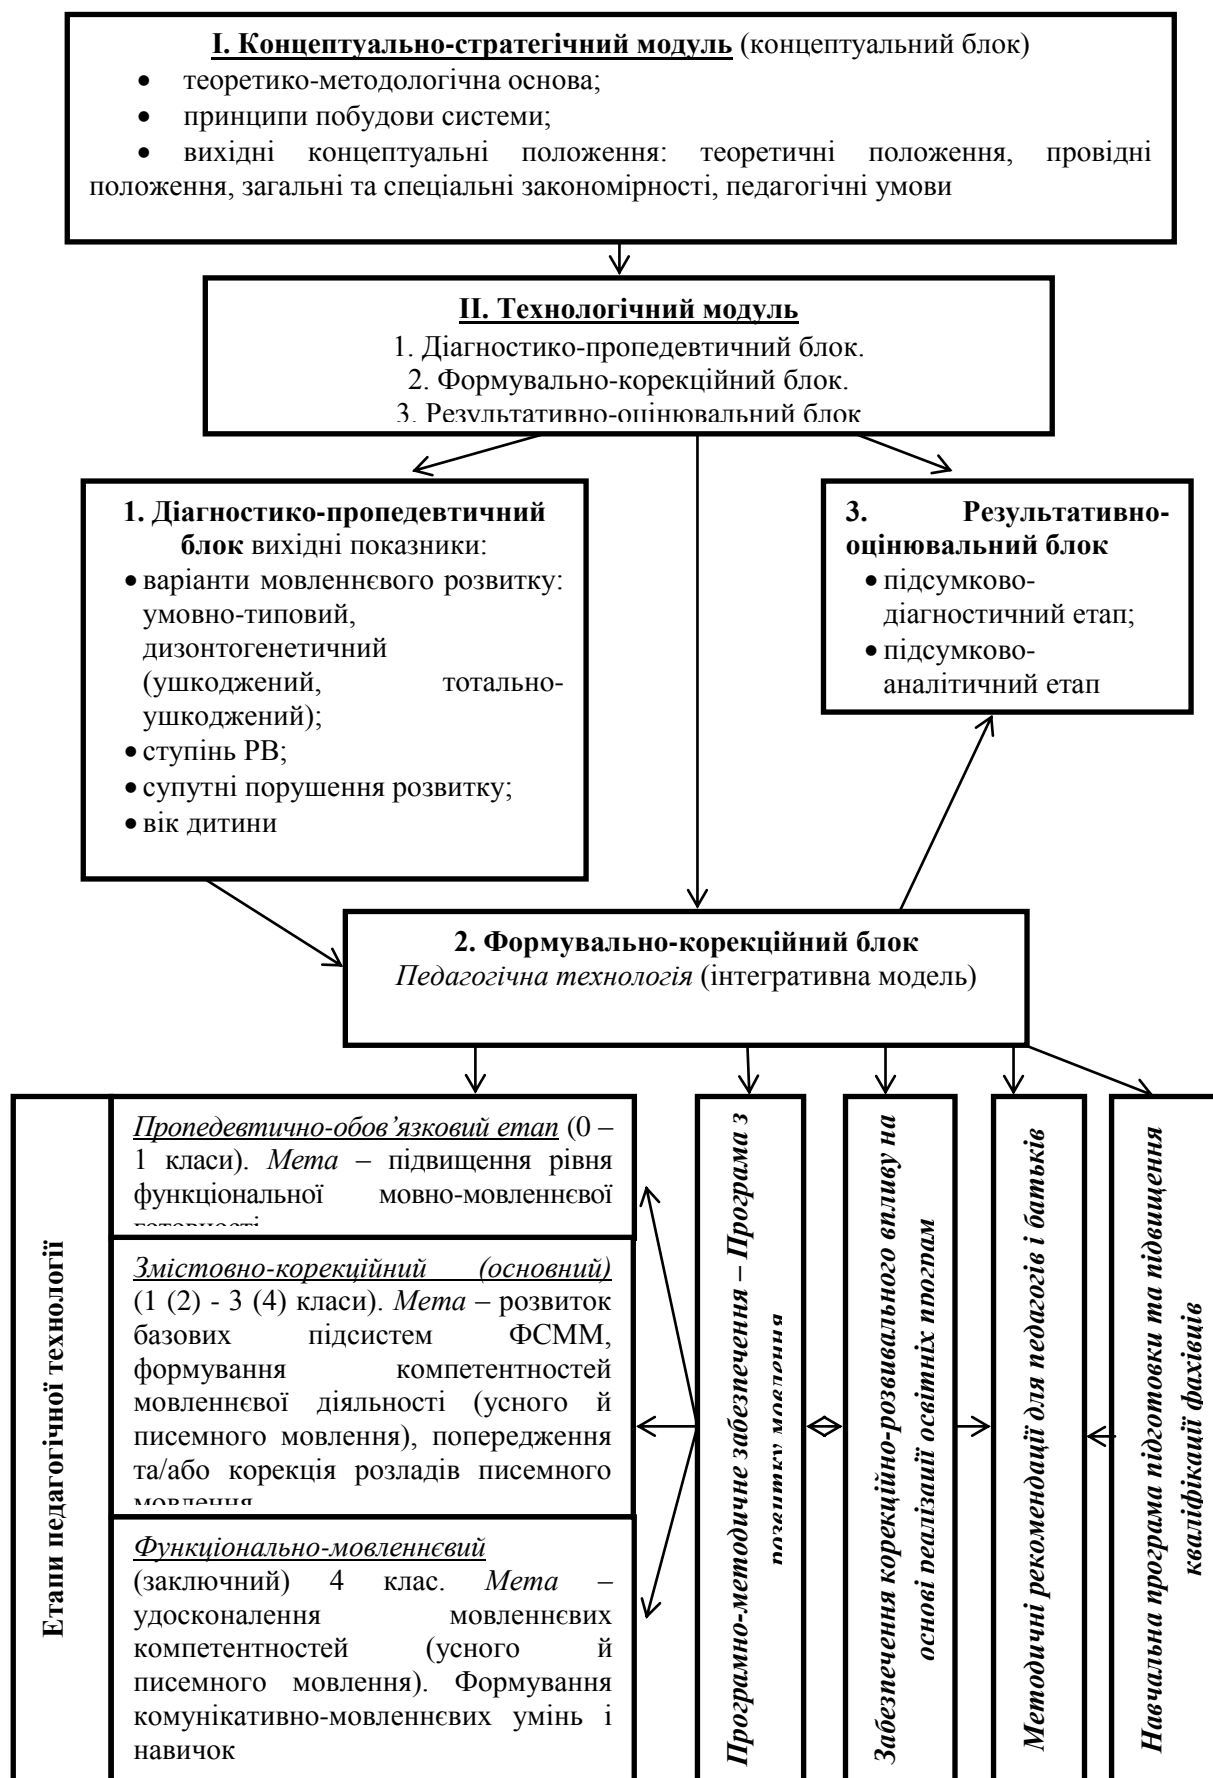 І. Концептуально-стратегічний модуль (концептуальний блок)
• теоретико-методологічна основа;
• принципи побудови системи;
• вихідні концептуальні положення: теоретичні положення, провідні
положення, загальні та спеціальні закономірності, педагогічні умови
ІІ. Технологічний модуль
1. Діагностико-пропедевтичний блок.
2. Формувально-корекційний блок.
3. Результативно-оцінювальний блок
1. Діагностико-пропедевтичний
блок вихідні показники:
• варіанти мовленнєвого розвитку:
умовно-типовий,
дизонтогенетичний
(ушкоджений, тотально-
ушкоджений);
• ступінь РВ;
• супутні порушення розвитку;
• вік дитини
3. Результативно-
оцінювальний блок
• підсумково-
діагностичний етап;
• підсумково-
аналітичний етап
2. Формувально-корекційний блок
Педагогічна технологія (інтегративна модель)
Етапи педагогічної технології
Пропедевтично-обов’язковий етап (0 –
1 класи). Мета – підвищення рівня
функціональної мовно-мовленнєвої
готовності
Змістовно-корекційний (основний)
(1 (2) - 3 (4) класи). Мета – розвиток
базових підсистем ФСММ,
формування компетентностей
мовленнєвої діяльності (усного й
писемного мовлення), попередження
та/або корекція розладів писемного
мовлення
Функціонально-мовленнєвий
(заключний) 4 клас. Мета –
удосконалення мовленнєвих
компетентностей (усного й
писемного мовлення). Формування
комунікативно-мовленнєвих умінь і
навичок
Програмно-методичне забезпечення – Програма з
розвитку мовлення
Забезпечення корекційно-розвивального впливу на
основі реалізації освітніх програм
Методичні рекомендації для педагогів і батьків
Навчальна програма підготовки та підвищення
кваліфікації фахівців